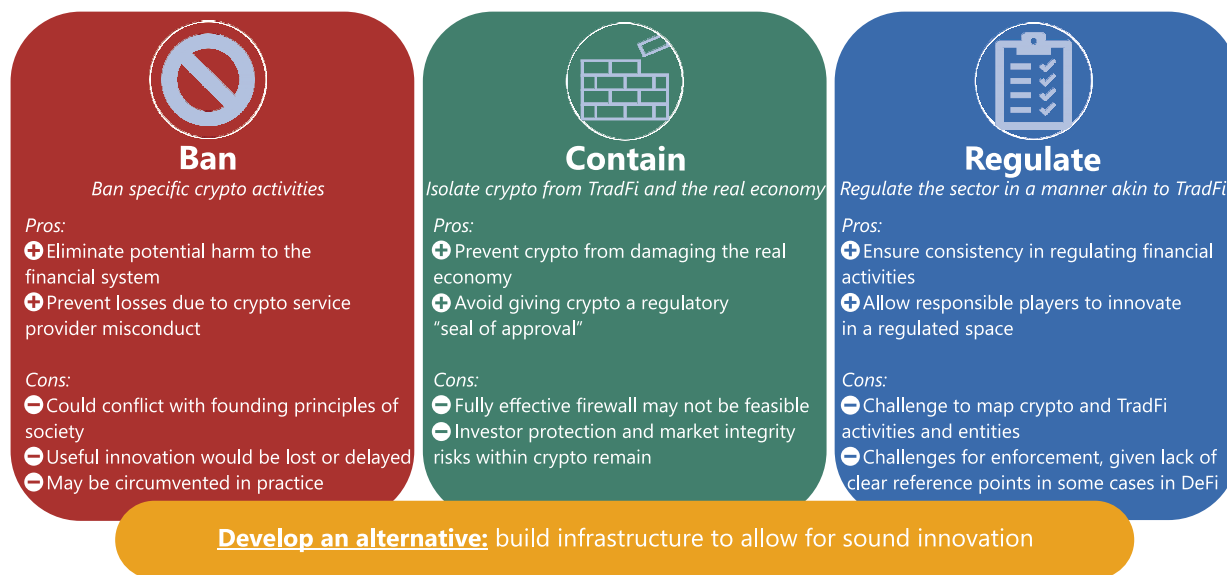 Ban
Ban specific crypto activities
Pros:
Eliminate potential harm to the
financial system
Prevent losses due to crypto service
provider misconduct
Cons:
Could conflict with founding principles of
society
Useful innovation would be lost or delayed
May be circumvented in practice
Contain
Isolate crypto from TradFi and the real economy
Pros:
Prevent crypto from damaging the real
economy
Avoid giving crypto a regulatory
“seal of approval”
Cons:
Fully effective firewall may not be feasible
Investor protection and market integrity
risks within crypto remain
Regulate
Regulate the sector in a manner akin to TradFi
Pros:
Ensure consistency in regulating financial
activities
Allow responsible players to innovate
in a regulated space
Cons:
Challenge to map crypto and TradFi
activities and entities
Challenges for enforcement, given lack of
clear reference points in some cases in DeFi
Develop an alternative: build infrastructure to allow for sound innovation